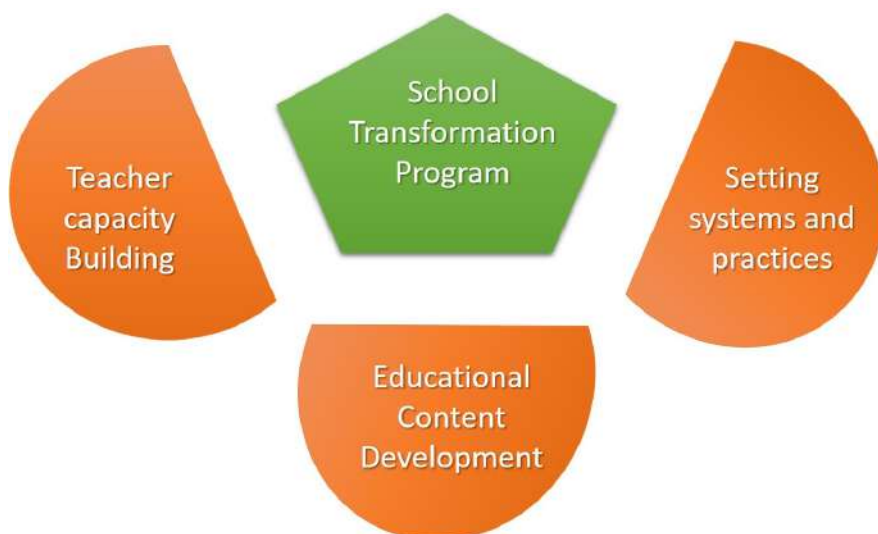 School
Transformation
Program
Teacher
capacity
Building
Setting
systems and
practices
Educational
Content
Development